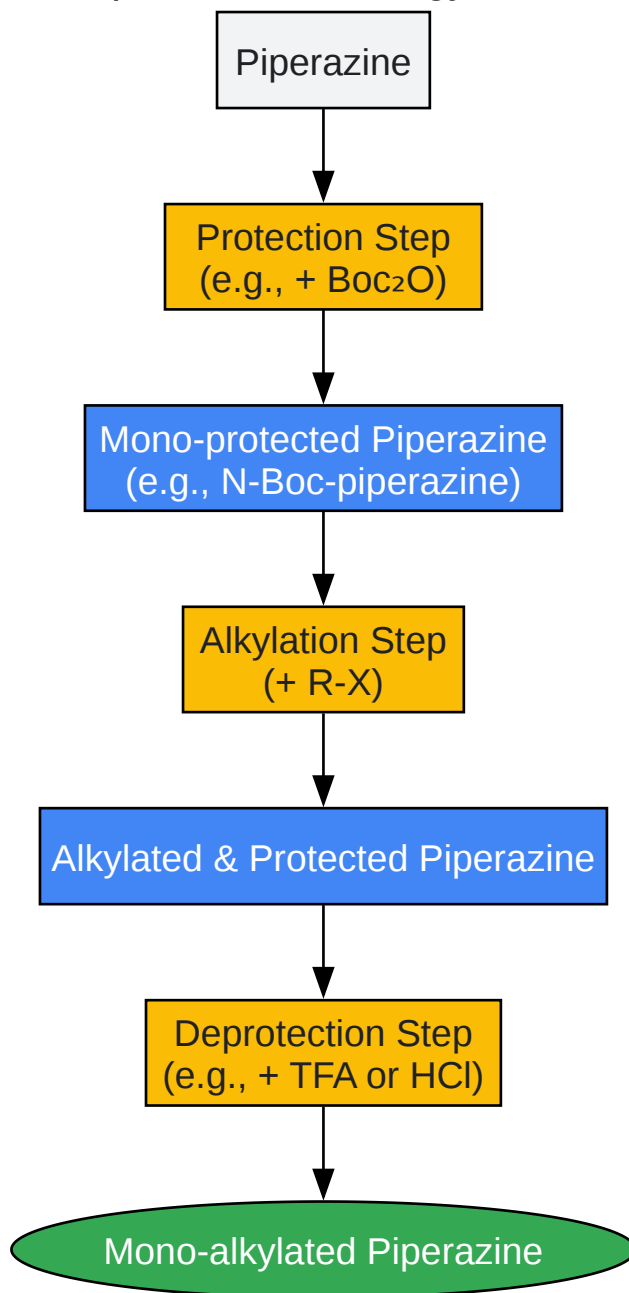 Piperazine
Protection Step
(e.g., + Boc₂O)
Mono-protected Piperazine
(e.g., N-Boc-piperazine)
Alkylation Step
(+ R-X)
Alkylated & Protected Piperazine
Deprotection Step
(e.g., + TFA or HCl)
Mono-alkylated Piperazine